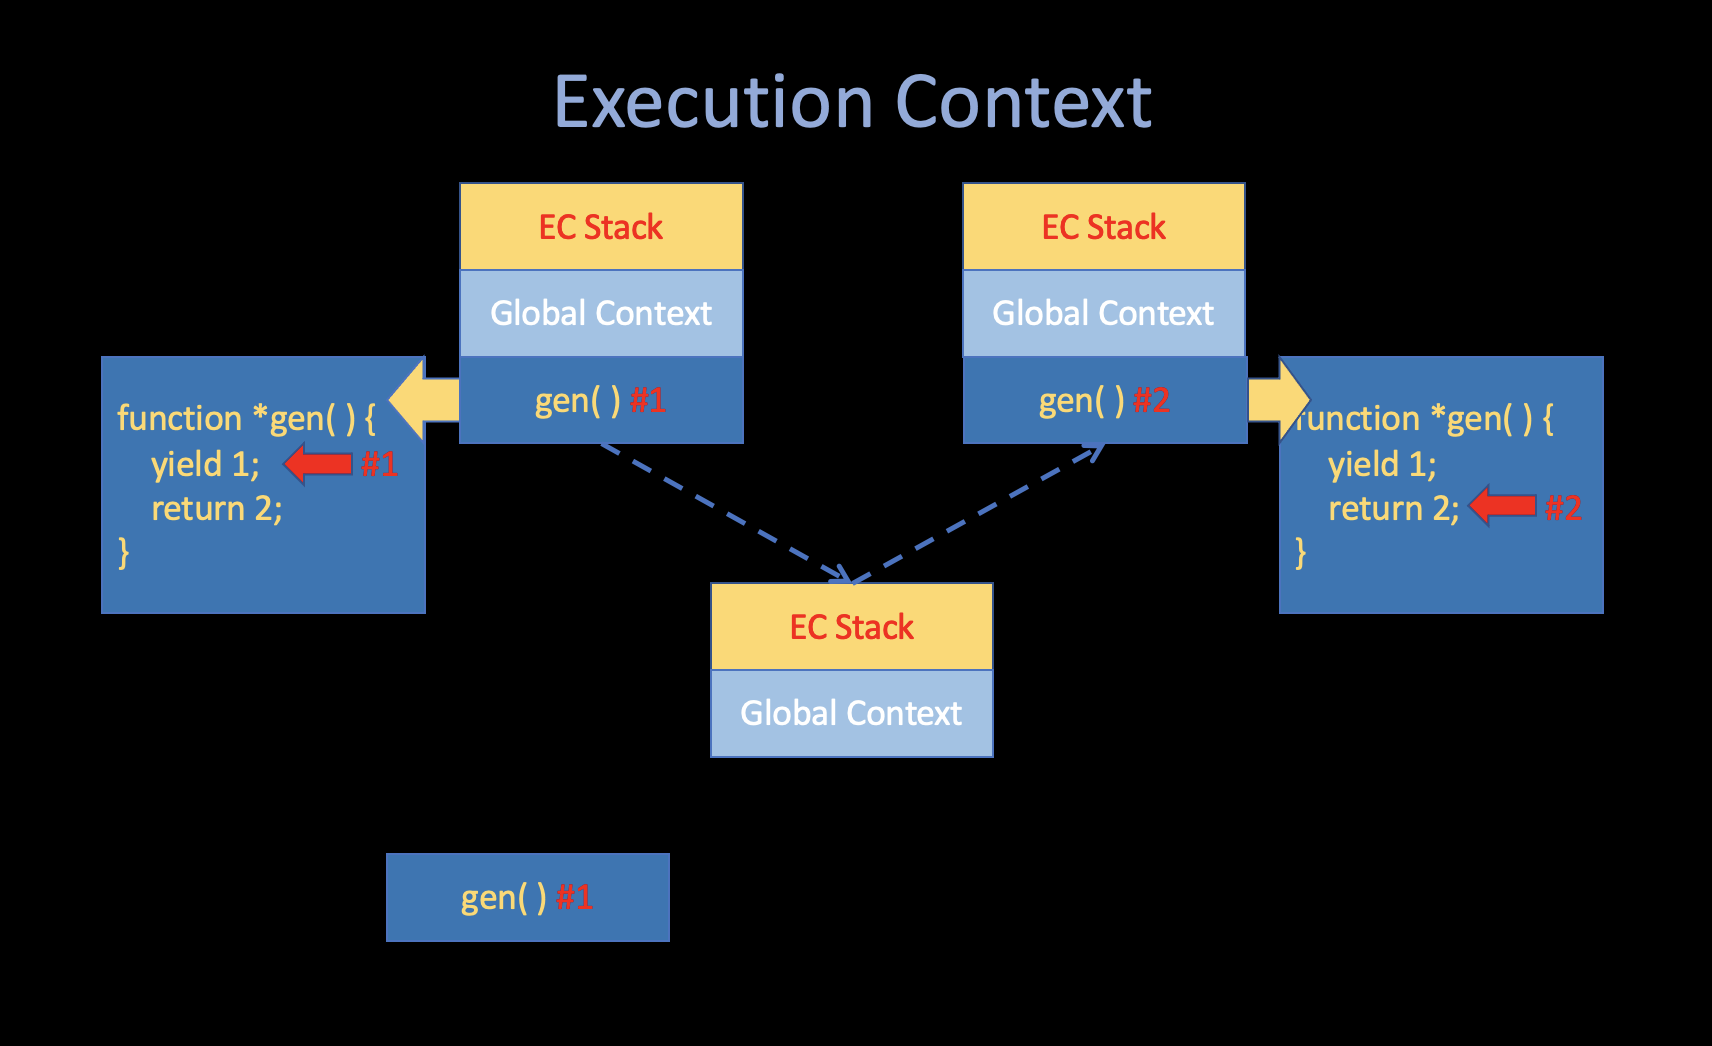 Execution Context
EC Stack
Global Context
gen( ) #1
EC Stack
Global Context
gen( ) #2
function *gen( ) {
yield 1; #1
return 2;
}
function *gen( ) {
yield 1;
return 2; #2
}
EC Stack
Global Context
gen( ) #1